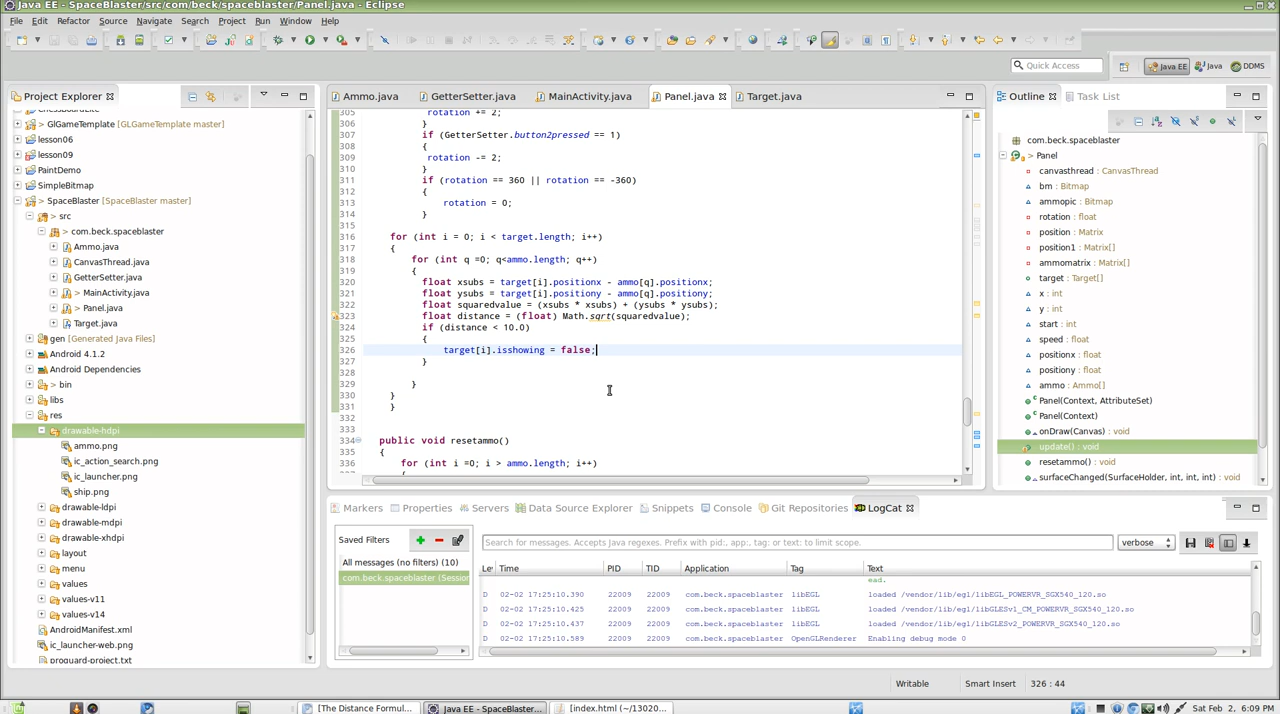 Java EE - SpaceBlaster/src/com/beck/spaceblaster/Panel.java - Eclipse
File Edit Refactor Source Navigate Search Project Run Window Help
Quick Access
Java EE Java DDMS
Project Explorer
GlGameTemplate [GLGameTemplate master]
lesson06
lesson09
PaintDemo
SimpleBitmap
> SpaceBlaster [SpaceBlaster master]
> src
> com.beck.spaceblaster
Ammo.java
CanvasThread.java
GetterSetter.java
> MainActivity.java
> Panel.java
Target.java
gen [Generated Java Files]
Android 4.1.2
Android Dependencies
> bin
libs
res
drawable-hdpi
ammo.png
ic_action_search.png
ic_launcher.png
ship.png
drawable-ldpi
drawable-mdpi
drawable-xhdpi
layout
menu
values
values-v11
values-v14
AndroidManifest.xml
ic_launcher-web.png
proguard-project.txt
Ammo.java GetterSetter.java MainActivity.java Panel.java Target.java
305 rotation += 2;
306 }
307 if (GetterSetter.button2pressed == 1)
308 {
309 rotation -= 2;
310 }
311 if (rotation == 360 || rotation == -360)
312 {
313 rotation = 0;
314 }
315
316 for (int i = 0; i < target.length; i++)
317 {
318 for (int q =0; q<ammo.length; q++)
319 {
320 float xsubs = target[i].positionx - ammo[q].positionx;
321 float ysubs = target[i].positiony - ammo[q].positiony;
322 float squaredvalue = (xsubs * xsubs) + (ysubs * ysubs);
323 float distance = (float) Math.sqrt(squaredvalue);
324 if (distance < 10.0)
325 {
326 target[i].isshowing = false;
327 }
328
329 }
330 }
331 }
332
333
334 public void resetammo()
335 {
336 for (int i =0; i > ammo.length; i++)
Outline Task List
com.beck.spaceblaster
> Panel
canvasthread : CanvasThread
bm : Bitmap
ammopic : Bitmap
rotation : float
position : Matrix
position1 : Matrix[]
ammomatrix : Matrix[]
target : Target[]
x : int
y : int
start : int
speed : float
positionx : float
positiony : float
ammo : Ammo[]
Panel(Context, AttributeSet)
Panel(Context)
onDraw(Canvas) : void
update() : void
resetammo() : void
surfaceChanged(SurfaceHolder, int, int, int) : void
Markers Properties Servers Data Source Explorer Snippets Console Git Repositories LogCat
Saved Filters
All messages (no filters) (10)
com.beck.spaceblaster (Session
Search for messages. Accepts Java regexes. Prefix with pid:, app:, tag: or text: to limit scope.
verbose
Le Time PID TID Application Tag Text
ead.
D 02-02 17:25:10.390 22009 22009 com.beck.spaceblaster libEGL loaded /vendor/lib/egl/libEGL_POWERVR_SGX540_120.so
D 02-02 17:25:10.425 22009 22009 com.beck.spaceblaster libEGL loaded /vendor/lib/egl/libGLESv1_CM_POWERVR_SGX540_120.so
D 02-02 17:25:10.437 22009 22009 com.beck.spaceblaster libEGL loaded /vendor/lib/egl/libGLESv2_POWERVR_SGX540_120.so
D 02-02 17:25:10.589 22009 22009 com.beck.spaceblaster OpenGLRenderer Enabling debug mode 0
Writable Smart Insert 326 : 44
[The Distance Formul... Java EE - SpaceBlaster/... [index.html (~/13020... Sat Feb 2, 6:09 PM